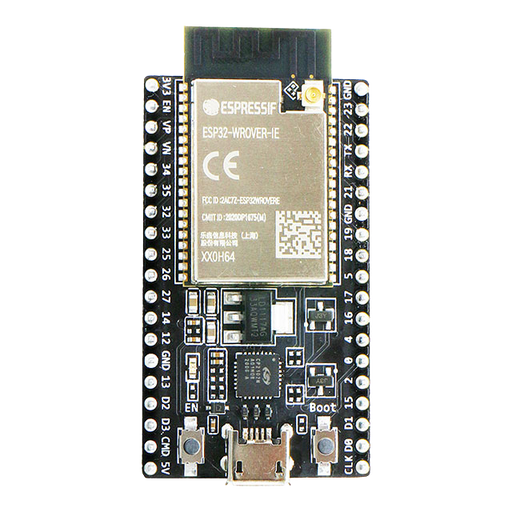 ESPRESSIF
ESP32-WROVER-IE
CE
FCC ID:2AC7Z-ESP32WROVERE
CMIIT ID:2020DP1675(M)
乐鑫信息科技(上海)
股份有限公司
XX0H64
3V3
EN
VP
VN
34
35
32
33
25
26
27
14
12
GND
13
D2
D3
CMD
5V
GND
23
22
TX
RX
21
GND
19
18
5
16
17
4
0
2
15
D1
D0
CLK
EN
Boot